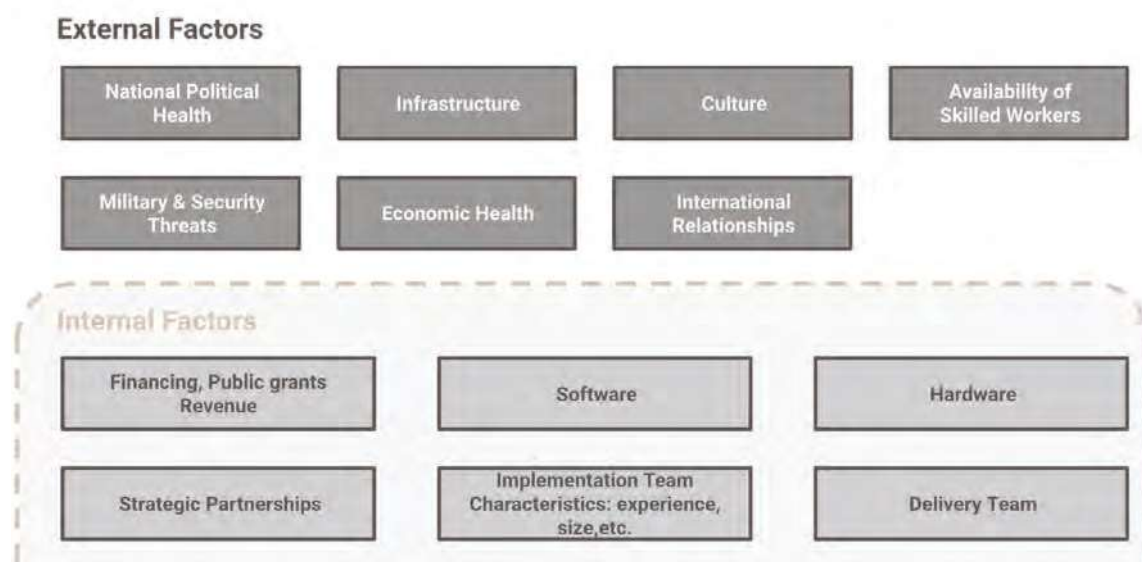 External Factors
National Political
Health
Infrastructure
Culture
Availability of
Skilled Workers
Military & Security
Threats
Economic Health
International
Relationships
Internal Factors
Financing, Public grants
Revenue
Software
Hardware
Strategic Partnerships
Implementation Team
Characteristics: experience,
size,etc.
Delivery Team